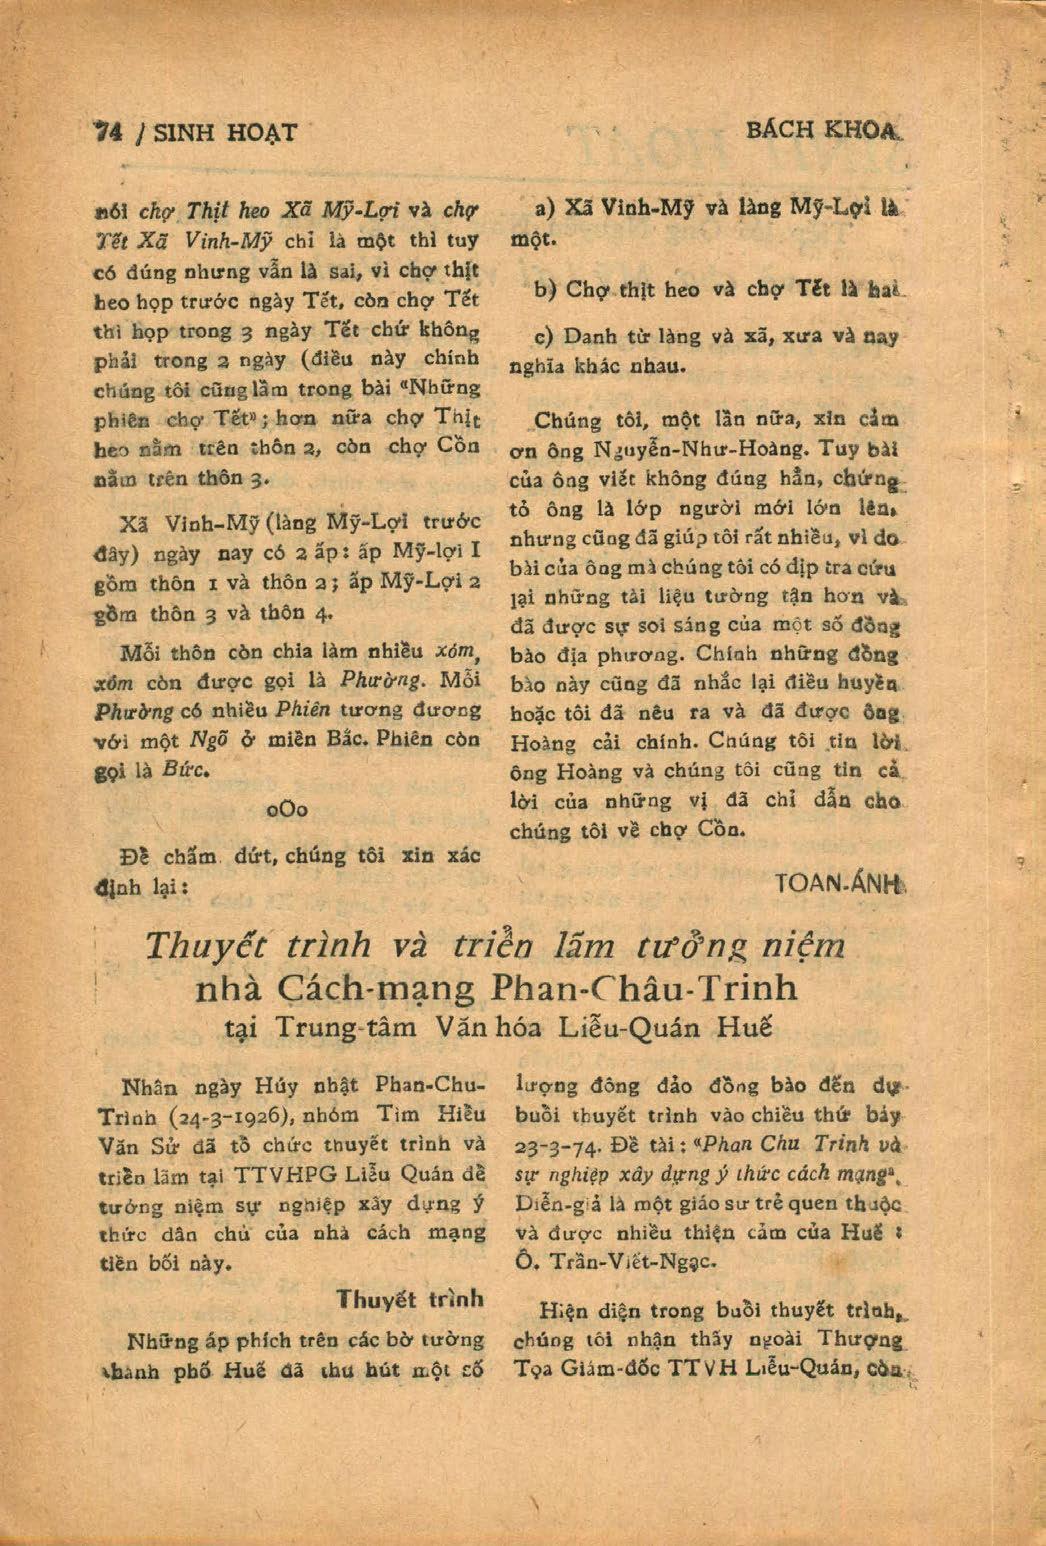 74 / SINH HOẠT
BÁCH KHOA
nói chợ Thịt heo Xã Mỹ-Lợi và chợ
Tết Xã Vinh-Mỹ chỉ là một thì tuy
có đúng nhưng vẫn là sai, vì chợ thịt
heo họp trước ngày Tết, còn chợ Tết
thì họp trong 3 ngày Tết chứ không
phải trong 2 ngày (điều này chính
chúng tôi cũng lầm trong bài «Những
phiên chợ Tết» ; hơn nữa chợ Thịt
heo nằm trên thôn 2, còn chợ Cồn
nằm trên thôn 3.
Xã Vinh-Mỹ (làng Mỹ-Lợi trước
đây) ngày nay có 2 ấp : ấp Mỹ-lợi I
gồm thôn 1 và thôn 2 ; ấp Mỹ-Lợi 2
gồm thôn 3 và thôn 4.
Mỗi thôn còn chia làm nhiều xóm,
xóm còn được gọi là Phường. Mỗi
Phường có nhiều Phiên tương đương
với một Ngõ ở miền Bắc. Phiên còn
gọi là Bức.
oOo
Để chấm dứt, chúng tôi xin xác
định lại :
a) Xã Vinh-Mỹ và làng Mỹ-Lợi là
một.
b) Chợ thịt heo và chợ Tết là hai
c) Danh từ làng và xã, xưa và nay
nghĩa khác nhau.
Chúng tôi, một lần nữa, xin cảm
ơn ông Nguyễn-Như-Hoàng. Tuy bài
của ông viết không đúng hẳn, chứng
tỏ ông là lớp người mới lớn lên,
nhưng cũng đã giúp tôi rất nhiều, vì do
bài của ông mà chúng tôi có dịp tra cứu
lại những tài liệu tường tận hơn và
đã được sự soi sáng của một số đồng
bào địa phương. Chính những đồng
bào này cũng đã nhắc lại điều huyền
hoặc tôi đã nêu ra và đã được ông
Hoàng cải chính. Chúng tôi tin lời
ông Hoàng và chúng tôi cũng tin cả
lời của những vị đã chỉ dẫn cho
chúng tôi về chợ Cồn.
TOAN-ÁNH
Thuyết trình và triển lãm tưởng niệm
nhà Cách-mạng Phan-Châu-Trinh
tại Trung-tâm Văn hóa Liễu-Quán Huế
Nhân ngày Húy nhật Phan-Chu-
Trinh (24-3-1926), nhóm Tìm Hiểu
Văn Sử đã tổ chức thuyết trình và
triển lãm tại TTVHPG Liễu Quán để
tưởng niệm sự nghiệp xây dựng ý
thức dân chủ của nhà cách mạng
tiền bối này.
Thuyết trình
Những áp phích trên các bờ tường
thành phố Huế đã thu hút một số
lượng đông đảo đồng bào đến dự
buổi thuyết trình vào chiều thứ bảy
23-3-74. Đề tài : «Phan Chu Trinh và
sự nghiệp xây dựng ý thức cách mạng».
Diễn-giả là một giáo sư trẻ quen thuộc
và được nhiều thiện cảm của Huế :
Ô. Trần-Viết-Ngạc.
Hiện diện trong buổi thuyết trình,
chúng tôi nhận thấy ngoài Thượng
Tọa Giám-đốc TTVH Liễu-Quán, còn